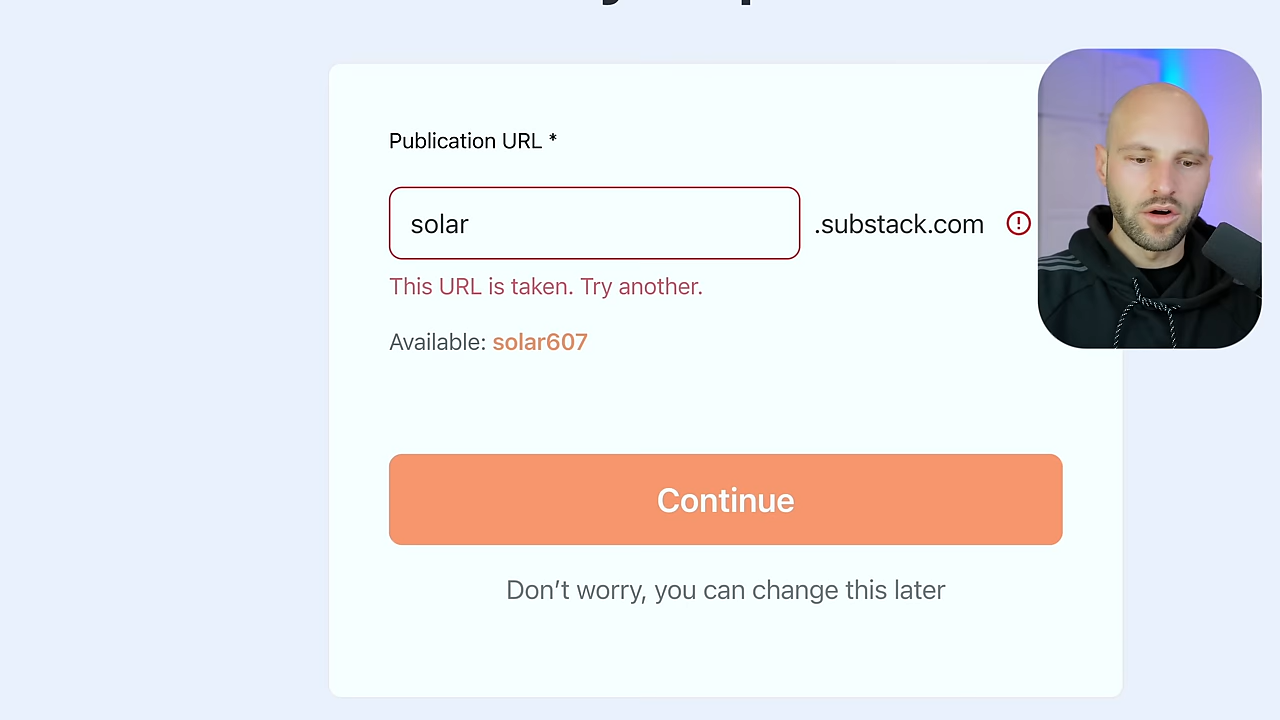 Publication URL *
solar
.substack.com
This URL is taken. Try another.
Available: solar607
Continue
Don’t worry, you can change this later